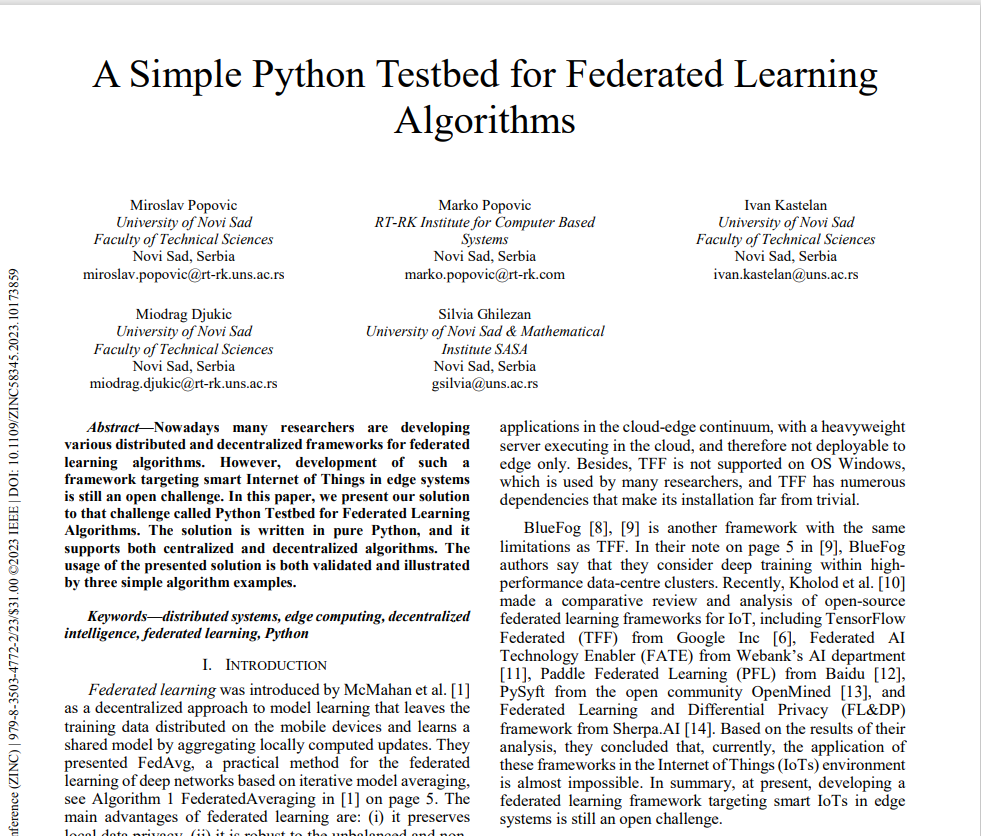 A Simple Python Testbed for Federated Learning
Algorithms
Miroslav Popovic
University of Novi Sad
Faculty of Technical Sciences
Novi Sad, Serbia
miroslav.popovic@rt-rk.uns.ac.rs
Marko Popovic
RT-RK Institute for Computer Based
Systems
Novi Sad, Serbia
marko.popovic@rt-rk.com
Ivan Kastelan
University of Novi Sad
Faculty of Technical Sciences
Novi Sad, Serbia
ivan.kastelan@uns.ac.rs
Miodrag Djukic
University of Novi Sad
Faculty of Technical Sciences
Novi Sad, Serbia
miodrag.djukic@rt-rk.uns.ac.rs
Silvia Ghilezan
University of Novi Sad & Mathematical
Institute SASA
Novi Sad, Serbia
gsilvia@uns.ac.rs
Abstract—Nowadays many researchers are developing
various distributed and decentralized frameworks for federated
learning algorithms. However, development of such a
framework targeting smart Internet of Things in edge systems
is still an open challenge. In this paper, we present our solution
to that challenge called Python Testbed for Federated Learning
Algorithms. The solution is written in pure Python, and it
supports both centralized and decentralized algorithms. The
usage of the presented solution is both validated and illustrated
by three simple algorithm examples.
Keywords—distributed systems, edge computing, decentralized
intelligence, federated learning, Python
I. INTRODUCTION
Federated learning was introduced by McMahan et al. [1]
as a decentralized approach to model learning that leaves the
training data distributed on the mobile devices and learns a
shared model by aggregating locally computed updates. They
presented FedAvg, a practical method for the federated
learning of deep networks based on iterative model averaging,
see Algorithm 1 FederatedAveraging in [1] on page 5. The
main advantages of federated learning are: (i) it preserves
local data privacy, (ii) it is robust to the unbalanced and non-
applications in the cloud-edge continuum, with a heavyweight
server executing in the cloud, and therefore not deployable to
edge only. Besides, TFF is not supported on OS Windows,
which is used by many researchers, and TFF has numerous
dependencies that make its installation far from trivial.
BlueFog [8], [9] is another framework with the same
limitations as TFF. In their note on page 5 in [9], BlueFog
authors say that they consider deep training within high-
performance data-centre clusters. Recently, Kholod et al. [10]
made a comparative review and analysis of open-source
federated learning frameworks for IoT, including TensorFlow
Federated (TFF) from Google Inc [6], Federated AI
Technology Enabler (FATE) from Webank's AI department
[11], Paddle Federated Learning (PFL) from Baidu [12],
PySyft from the open community OpenMined [13], and
Federated Learning and Differential Privacy (FL&DP)
framework from Sherpa.AI [14]. Based on the results of their
analysis, they concluded that, currently, the application of
these frameworks in the Internet of Things (IoTs) environment
is almost impossible. In summary, at present, developing a
federated learning framework targeting smart IoTs in edge
systems is still an open challenge.
nference (ZINC) | 979-8-3503-4772-2/23/$31.00 ©2023 IEEE | DOI: 10.1109/ZINC58345.2023.10173859